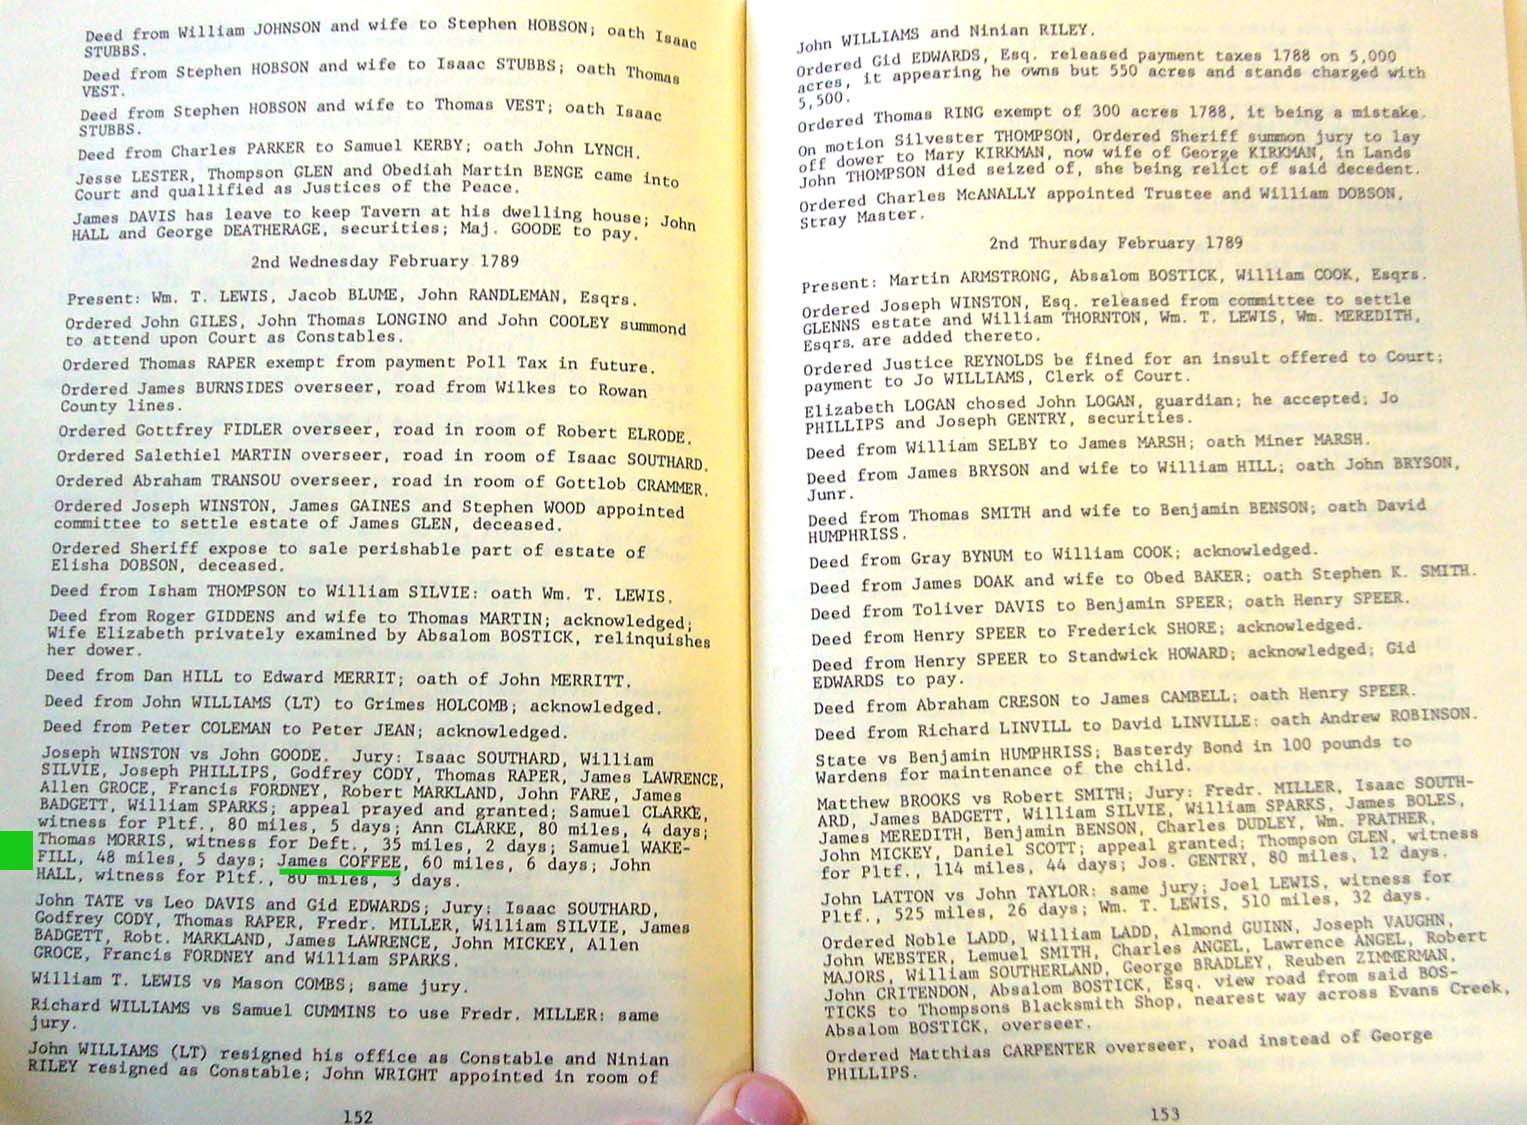 Deed from William JOHNSON and wife to Stephen HOBSON; oath Isaac
STUBBS.
Deed from Stephen HOBSON and wife to Isaac STUBBS; oath Thomas
VEST.
Deed from Stephen HOBSON and wife to Thomas VEST; oath Isaac
STUBBS.
Deed from Charles PARKER to Samuel KERBY; oath John LYNCH.
Jesse LESTER, Thompson GLEN and Obediah Martin BENGE came into
Court and quallified as Justices of the Peace.
James DAVIS has leave to keep Tavern at his dwelling house; John
HALL and George DEATHERAGE, securities; Maj. GOODE to pay.
2nd Wednesday February 1789
Present: Wm. T. LEWIS, Jacob BLUME, John RANDLEMAN, Esqrs.
Ordered John GILES, John Thomas LONGINO and John COOLEY summond
to attend upon Court as Constables.
Ordered Thomas RAPER exempt from payment Poll Tax in future.
Ordered James BURNSIDES overseer, road from Wilkes to Rowan
County lines.
Ordered Gottfrey FIDLER overseer, road in room of Robert ELRODE.
Ordered Salethiel MARTIN overseer, road in room of Isaac SOUTHARD.
Ordered Abraham TRANSOU overseer, road in room of Gottlob CRAMMER.
Ordered Joseph WINSTON, James GAINES and Stephen WOOD appointed
committee to settle estate of James GLEN, deceased.
Ordered Sheriff expose to sale perishable part of estate of
Elisha DOBSON, deceased.
Deed from Isham THOMPSON to William SILVIE: oath Wm. T. LEWIS.
Deed from Roger GIDDENS and wife to Thomas MARTIN; acknowledged;
Wife Elizabeth privately examined by Absalom BOSTICK, relinquishes
her dower.
Deed from Dan HILL to Edward MERRIT; oath of John MERRITT.
Deed from John WILLIAMS (LT) to Grimes HOLCOMB; acknowledged.
Deed from Peter COLEMAN to Peter JEAN; acknowledged.
Joseph WINSTON vs John GOODE. Jury: Isaac SOUTHARD, William
SILVIE, Joseph PHILLIPS, Godfrey CODY, Thomas RAPER, James LAWRENCE,
Allen GROCE, Francis FORDNEY, Robert MARKLAND, John FARE, James
BADGETT, William SPARKS; appeal prayed and granted; Samuel CLARKE,
witness for Pltf., 80 miles, 5 days; Ann CLARKE, 80 miles, 4 days;
Thomas MORRIS, witness for Deft., 35 miles, 2 days; Samuel WAKE-
FILL, 48 miles, 5 days; James COFFEE, 60 miles, 6 days; John
HALL, witness for Pltf., 80 miles, 3 days.
John TATE vs Leo DAVIS and Gid EDWARDS; Jury: Isaac SOUTHARD,
Godfrey CODY, Thomas RAPER, Fredr. MILLER, William SILVIE, James
BADGETT, Robt. MARKLAND, James LAWRENCE, John MICKEY, Allen
GROCE, Francis FORDNEY and William SPARKS.
William T. LEWIS vs Mason COMBS; same jury.
Richard WILLIAMS vs Samuel CUMMINS to use Fredr. MILLER: same
jury.
John WILLIAMS (LT) resigned his office as Constable and Ninian
RILEY resigned as Constable; John WRIGHT appointed in room of
152
John WILLIAMS and Ninian RILEY.
Ordered Gid EDWARDS, Esq. released payment taxes 1788 on 5,000
acres, it appearing he owns but 550 acres and stands charged with
5,500.
Ordered Thomas RING exempt of 300 acres 1788, it being a mistake.
On motion Silvester THOMPSON, Ordered Sheriff summon jury to lay
off dower to Mary KIRKMAN, now wife of George KIRKMAN, in Lands
John THOMPSON died seized of, she being relict of said decedent.
Ordered Charles McANALLY appointed Trustee and William DOBSON,
Stray Master.
2nd Thursday February 1789
Present: Martin ARMSTRONG, Absalom BOSTICK, William COOK, Esqrs.
Ordered Joseph WINSTON, Esq. released from committee to settle
GLENNS estate and William THORNTON, Wm. T. LEWIS, Wm. MEREDITH,
Esqrs. are added thereto.
Ordered Justice REYNOLDS be fined for an insult offered to Court;
payment to Jo WILLIAMS, Clerk of Court.
Elizabeth LOGAN chosed John LOGAN, guardian; he accepted; Jo
PHILLIPS and Joseph GENTRY, securities.
Deed from William SELBY to James MARSH; oath Miner MARSH.
Deed from James BRYSON and wife to William HILL; oath John BRYSON,
Junr.
Deed from Thomas SMITH and wife to Benjamin BENSON; oath David
HUMPHRISS.
Deed from Gray BYNUM to William COOK; acknowledged.
Deed from James DOAK and wife to Obed BAKER; oath Stephen K. SMITH.
Deed from Toliver DAVIS to Benjamin SPEER; oath Henry SPEER.
Deed from Henry SPEER to Frederick SHORE; acknowledged.
Deed from Henry SPEER to Standwick HOWARD; acknowledged; Gid
EDWARDS to pay.
Deed from Abraham CRESON to James CAMBELL; oath Henry SPEER.
Deed from Richard LINVILL to David LINVILLE: oath Andrew ROBINSON.
State vs Benjamin HUMPHRISS; Basterdy Bond in 100 pounds to
Wardens for maintenance of the child.
Matthew BROOKS vs Robert SMITH; Jury: Fredr. MILLER, Isaac SOUTH-
ARD, James BADGETT, William SILVIE, William SPARKS, James BOLES,
James MEREDITH, Benjamin BENSON, Charles DUDLEY, Wm. PRATHER,
John MICKEY, Daniel SCOTT; appeal granted; Thompson GLEN, witness
for Pltf., 114 miles, 44 days; Jos. GENTRY, 80 miles, 12 days.
John LATTON vs John TAYLOR: same jury; Joel LEWIS, witness for
Pltf., 525 miles, 26 days; Wm. T. LEWIS, 510 miles, 32 days.
Ordered Noble LADD, William LADD, Almond GUINN, Joseph VAUGHN,
John WEBSTER, Lemuel SMITH, Charles ANGEL, Lawrence ANGEL, Robert
MAJORS, William SOUTHERLAND, George BRADLEY, Reuben ZIMMERMAN,
John CRITENDON, Absalom BOSTICK, Esq. view road from said BOS-
TICKS to Thompsons Blacksmith Shop, nearest way across Evans Creek,
Absalom BOSTICK, overseer.
Ordered Matthias CARPENTER overseer, road instead of George
PHILLIPS.
153